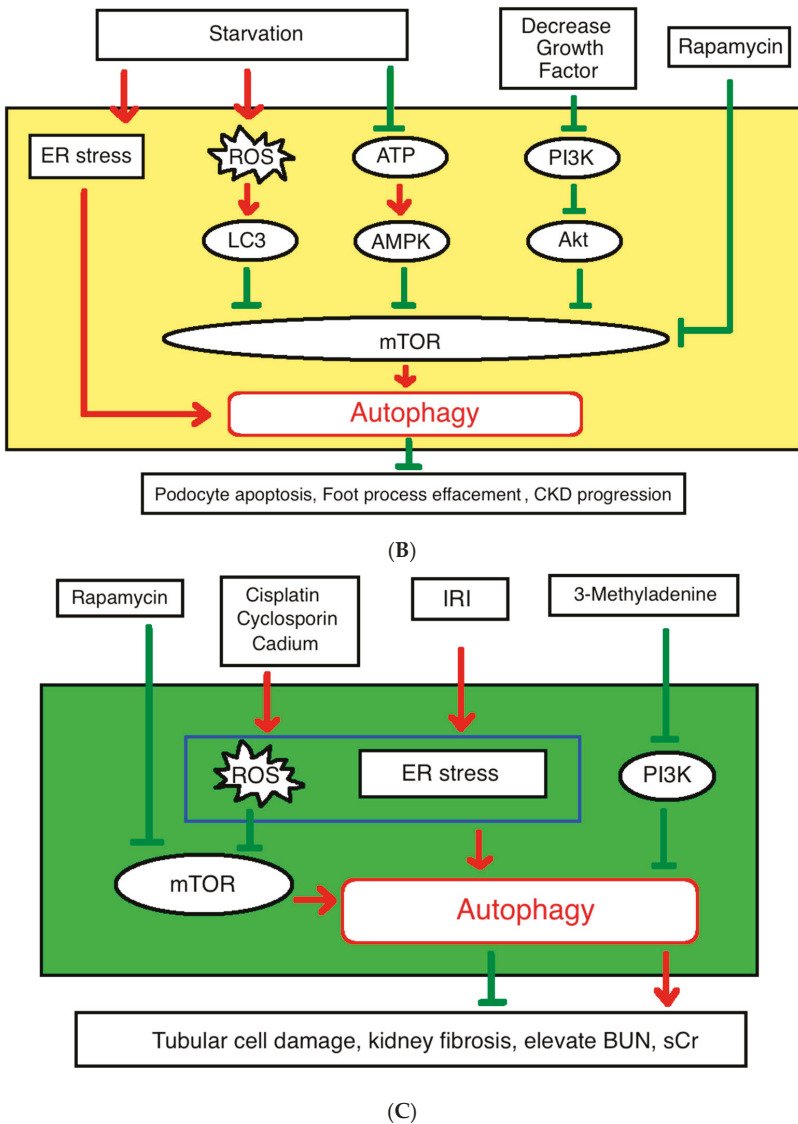 Starvation
Decrease
Growth
Factor
Rapamycin
ER stress
ROS
ATP
PI3K
LC3
AMPK
Akt
mTOR
Autophagy
Podocyte apoptosis, Foot process effacement, CKD progression
(B)
Rapamycin
Cisplatin
Cyclosporin
Cadium
IRI
3-Methyladenine
ROS
ER stress
PI3K
mTOR
Autophagy
Tubular cell damage, kidney fibrosis, elevate BUN, sCr
(C)